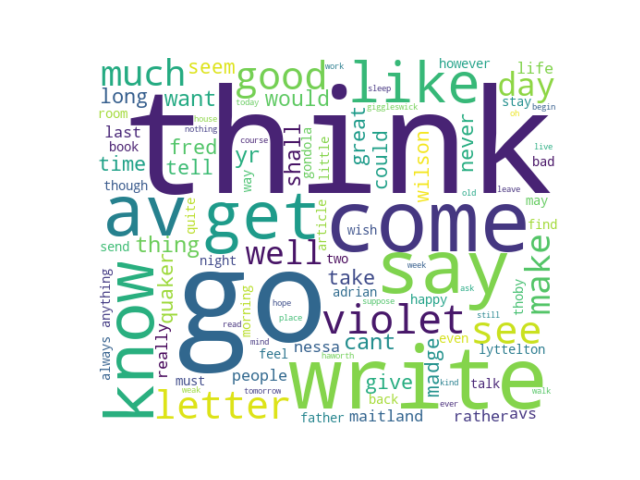 much seem good like however life
long want would work sleep day
room think today giggleswick stay begin
last house nothing oh
book fred yr shall gondola little great could wilson never live bad
time tell course way old leave
though av get come may
send quite article wish find
thing well two say make
night take week ask
always anything know quaker go adrian happy suppose still thoby
really morning hope place violet see
read mind nessa cant even lyttelton
must feel haworth madge
people write give kind talk walk
weak tomorrow back ever
letter father maitland rather avs